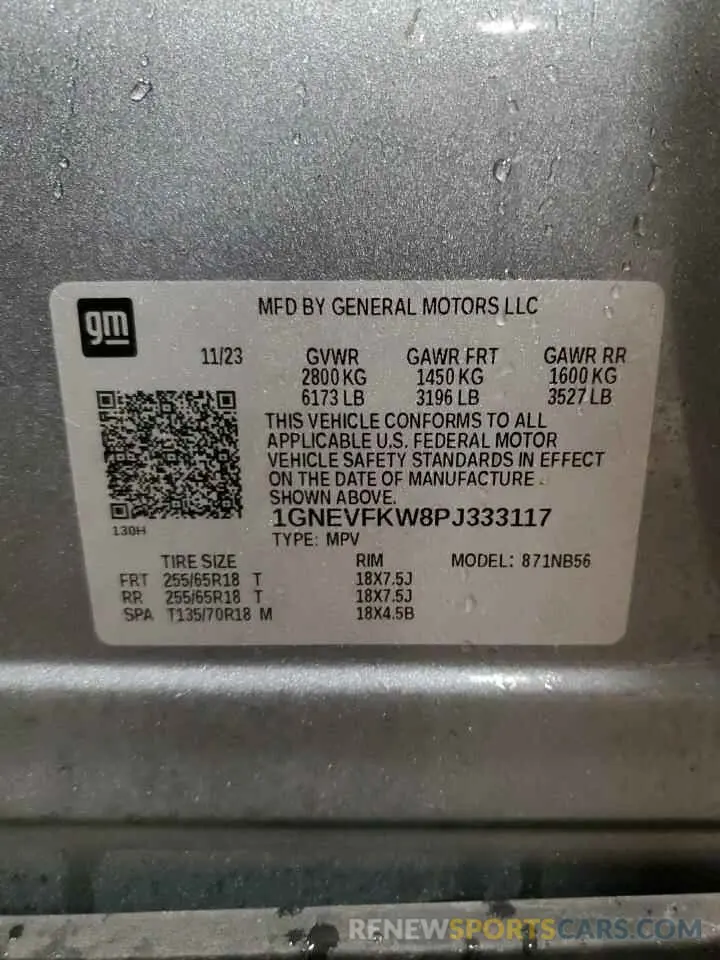 gm
MFD BY GENERAL MOTORS LLC
11/23 GVWR GAWR FRT GAWR RR
2800 KG 1450 KG 1600 KG
6173 LB 3196 LB 3527 LB
THIS VEHICLE CONFORMS TO ALL
APPLICABLE U.S. FEDERAL MOTOR
VEHICLE SAFETY STANDARDS IN EFFECT
ON THE DATE OF MANUFACTURE
SHOWN ABOVE.
1GNEVFKW8PJ333117
130H
TYPE: MPV
TIRE SIZE RIM MODEL: 871NB56
FRT 255/65R18 T 18X7.5J
RR 255/65R18 T 18X7.5J
SPA T135/70R18 M 18X4.5B
RENEWSPORTSCARS.COM